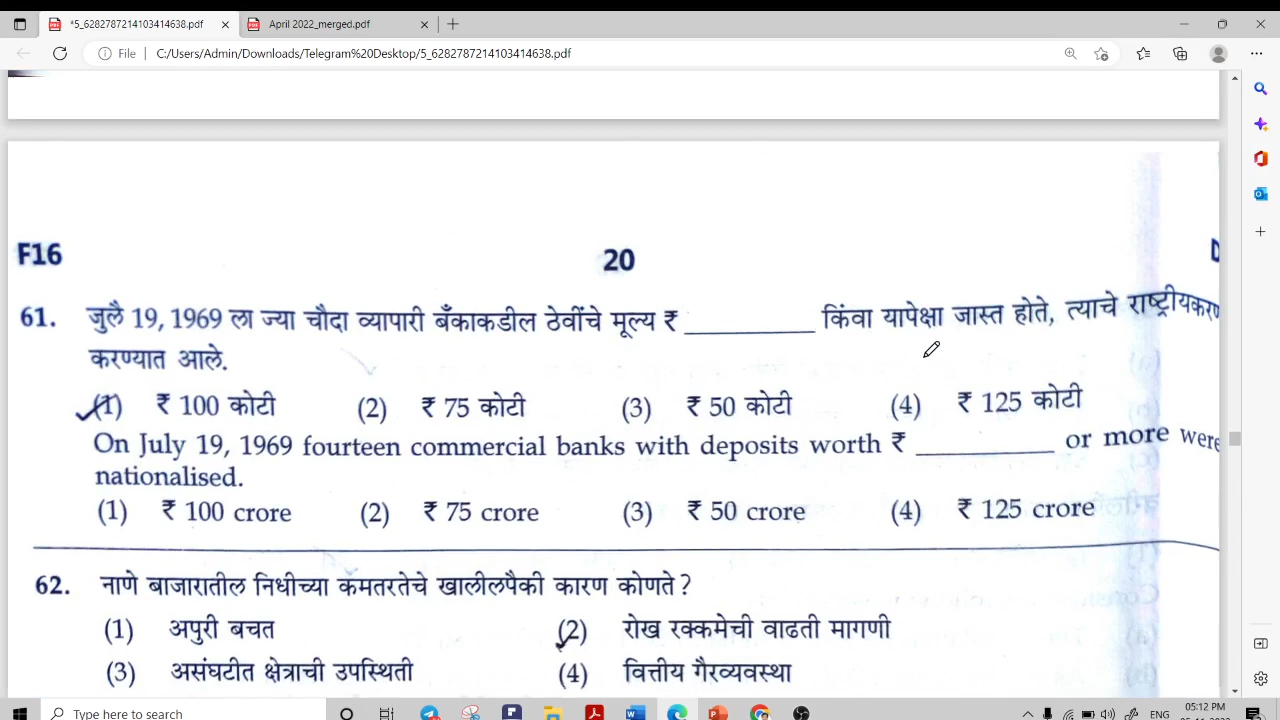 *5_6282787214103414638.pdf
April 2022_merged.pdf
File C:/Users/Admin/Downloads/Telegram%20Desktop/5_6282787214103414638.pdf
F16
20
61. जुलै 19, 1969 ला ज्या चौदा व्यापारी बँकाकडील ठेवींचे मूल्य ₹ __________ किंवा यापेक्षा जास्त होते, त्याचे राष्ट्रीयकरण
करण्यात आले.
(1) ₹ 100 कोटी (2) ₹ 75 कोटी (3) ₹ 50 कोटी (4) ₹ 125 कोटी
On July 19, 1969 fourteen commercial banks with deposits worth ₹ __________ or more were
nationalised.
(1) ₹ 100 crore (2) ₹ 75 crore (3) ₹ 50 crore (4) ₹ 125 crore
62. नाणे बाजारातील निधीच्या कमतरतेचे खालीलपैकी कारण कोणते ?
(1) अपुरी बचत (2) रोख रक्कमेची वाढती मागणी
(3) असंघटीत क्षेत्राची उपस्थिती (4) वित्तीय गैरव्यवस्था
Type here to search
ENG
05:12 PM